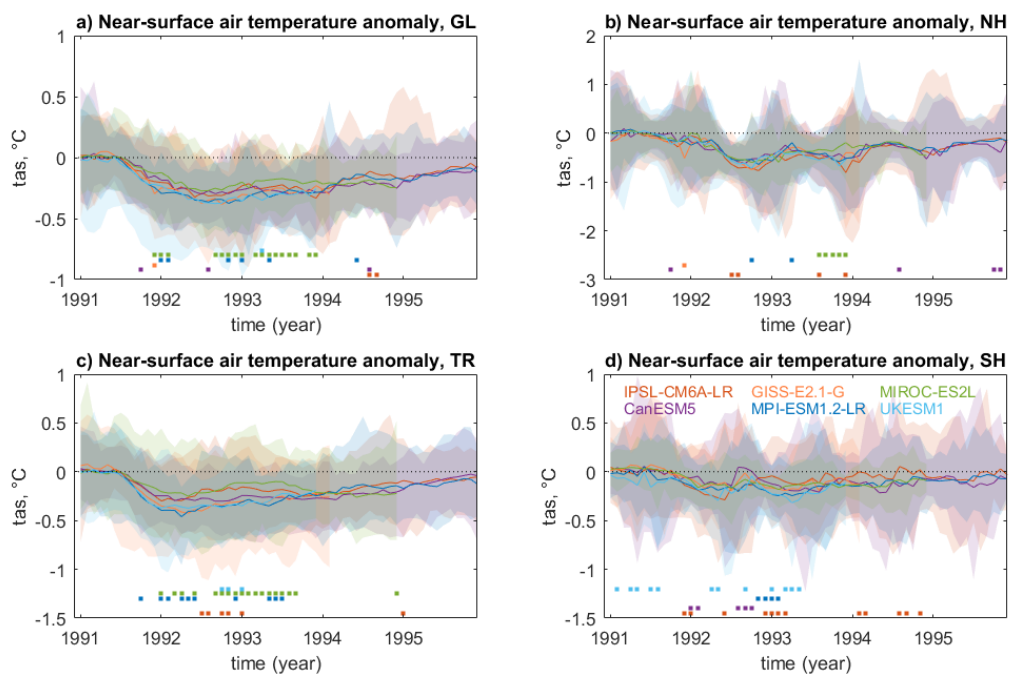 a) Near-surface air temperature anomaly, GL
1
0.5
0
-0.5
-1
tas, °C
1991 1992 1993 1994 1995
time (year)
b) Near-surface air temperature anomaly, NH
2
1
0
-1
-2
-3
tas, °C
1991 1992 1993 1994 1995
time (year)
c) Near-surface air temperature anomaly, TR
1
0.5
0
-0.5
-1
-1.5
tas, °C
1991 1992 1993 1994 1995
time (year)
d) Near-surface air temperature anomaly, SH
IPSL-CM6A-LR GISS-E2.1-G MIROC-ES2L
CanESM5 MPI-ESM1.2-LR UKESM1
1
0.5
0
-0.5
-1
-1.5
tas, °C
1991 1992 1993 1994 1995
time (year)